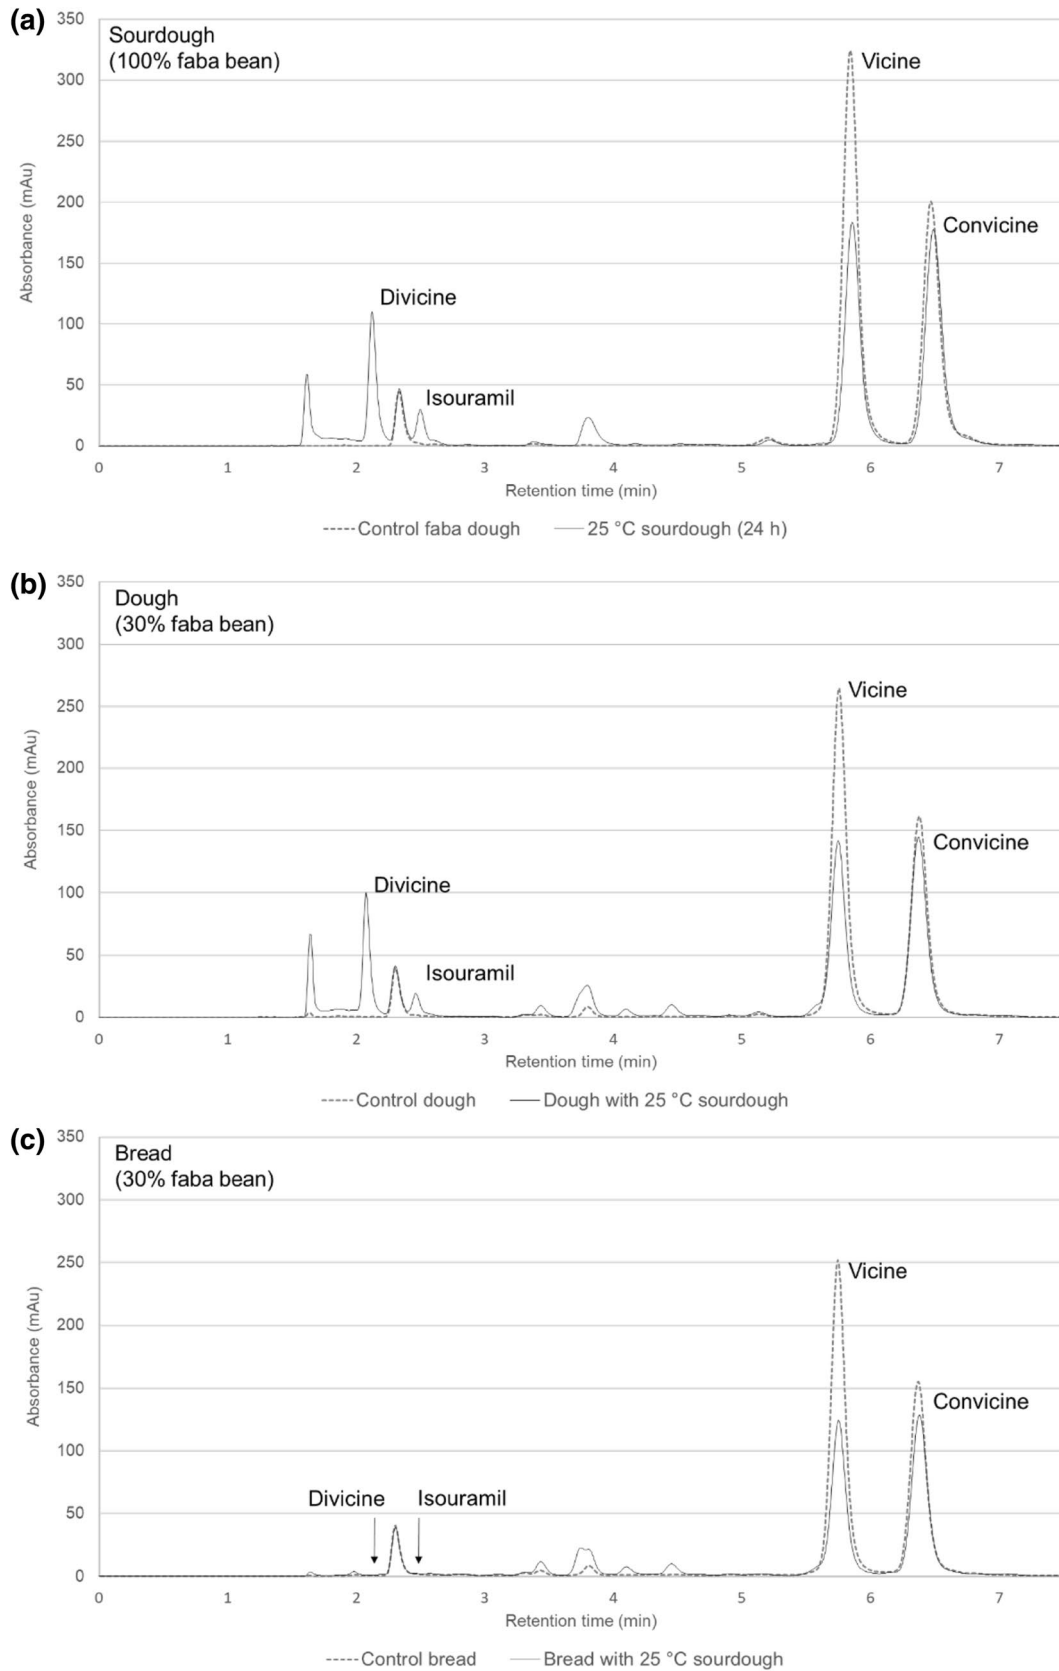 (a)
Sourdough
(100% faba bean)
350
300
250
200
150
100
50
0
Absorbance (mAu)
Vicine
Convicine
Divicine
Isouramil
0 1 2 3 4 5 6 7
Retention time (min)
Control faba dough 25 °C sourdough (24 h)
(b)
Dough
(30% faba bean)
350
300
250
200
150
100
50
0
Absorbance (mAu)
Vicine
Convicine
Divicine
Isouramil
0 1 2 3 4 5 6 7
Retention time (min)
Control dough Dough with 25 °C sourdough
(c)
Bread
(30% faba bean)
350
300
250
200
150
100
50
0
Absorbance (mAu)
Vicine
Convicine
Divicine Isouramil
0 1 2 3 4 5 6 7
Retention time (min)
Control bread Bread with 25 °C sourdough